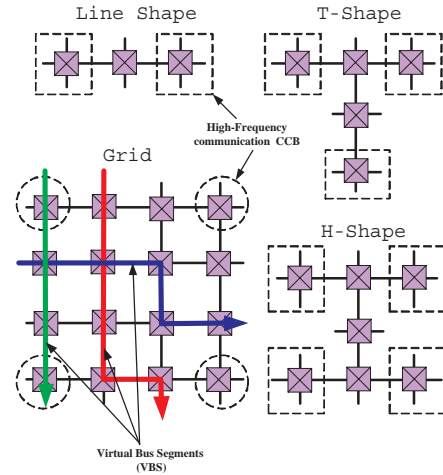 Line Shape
T-Shape
High-Frequency
communication CCB
Grid
H-Shape
Virtual Bus Segments
(VBS)